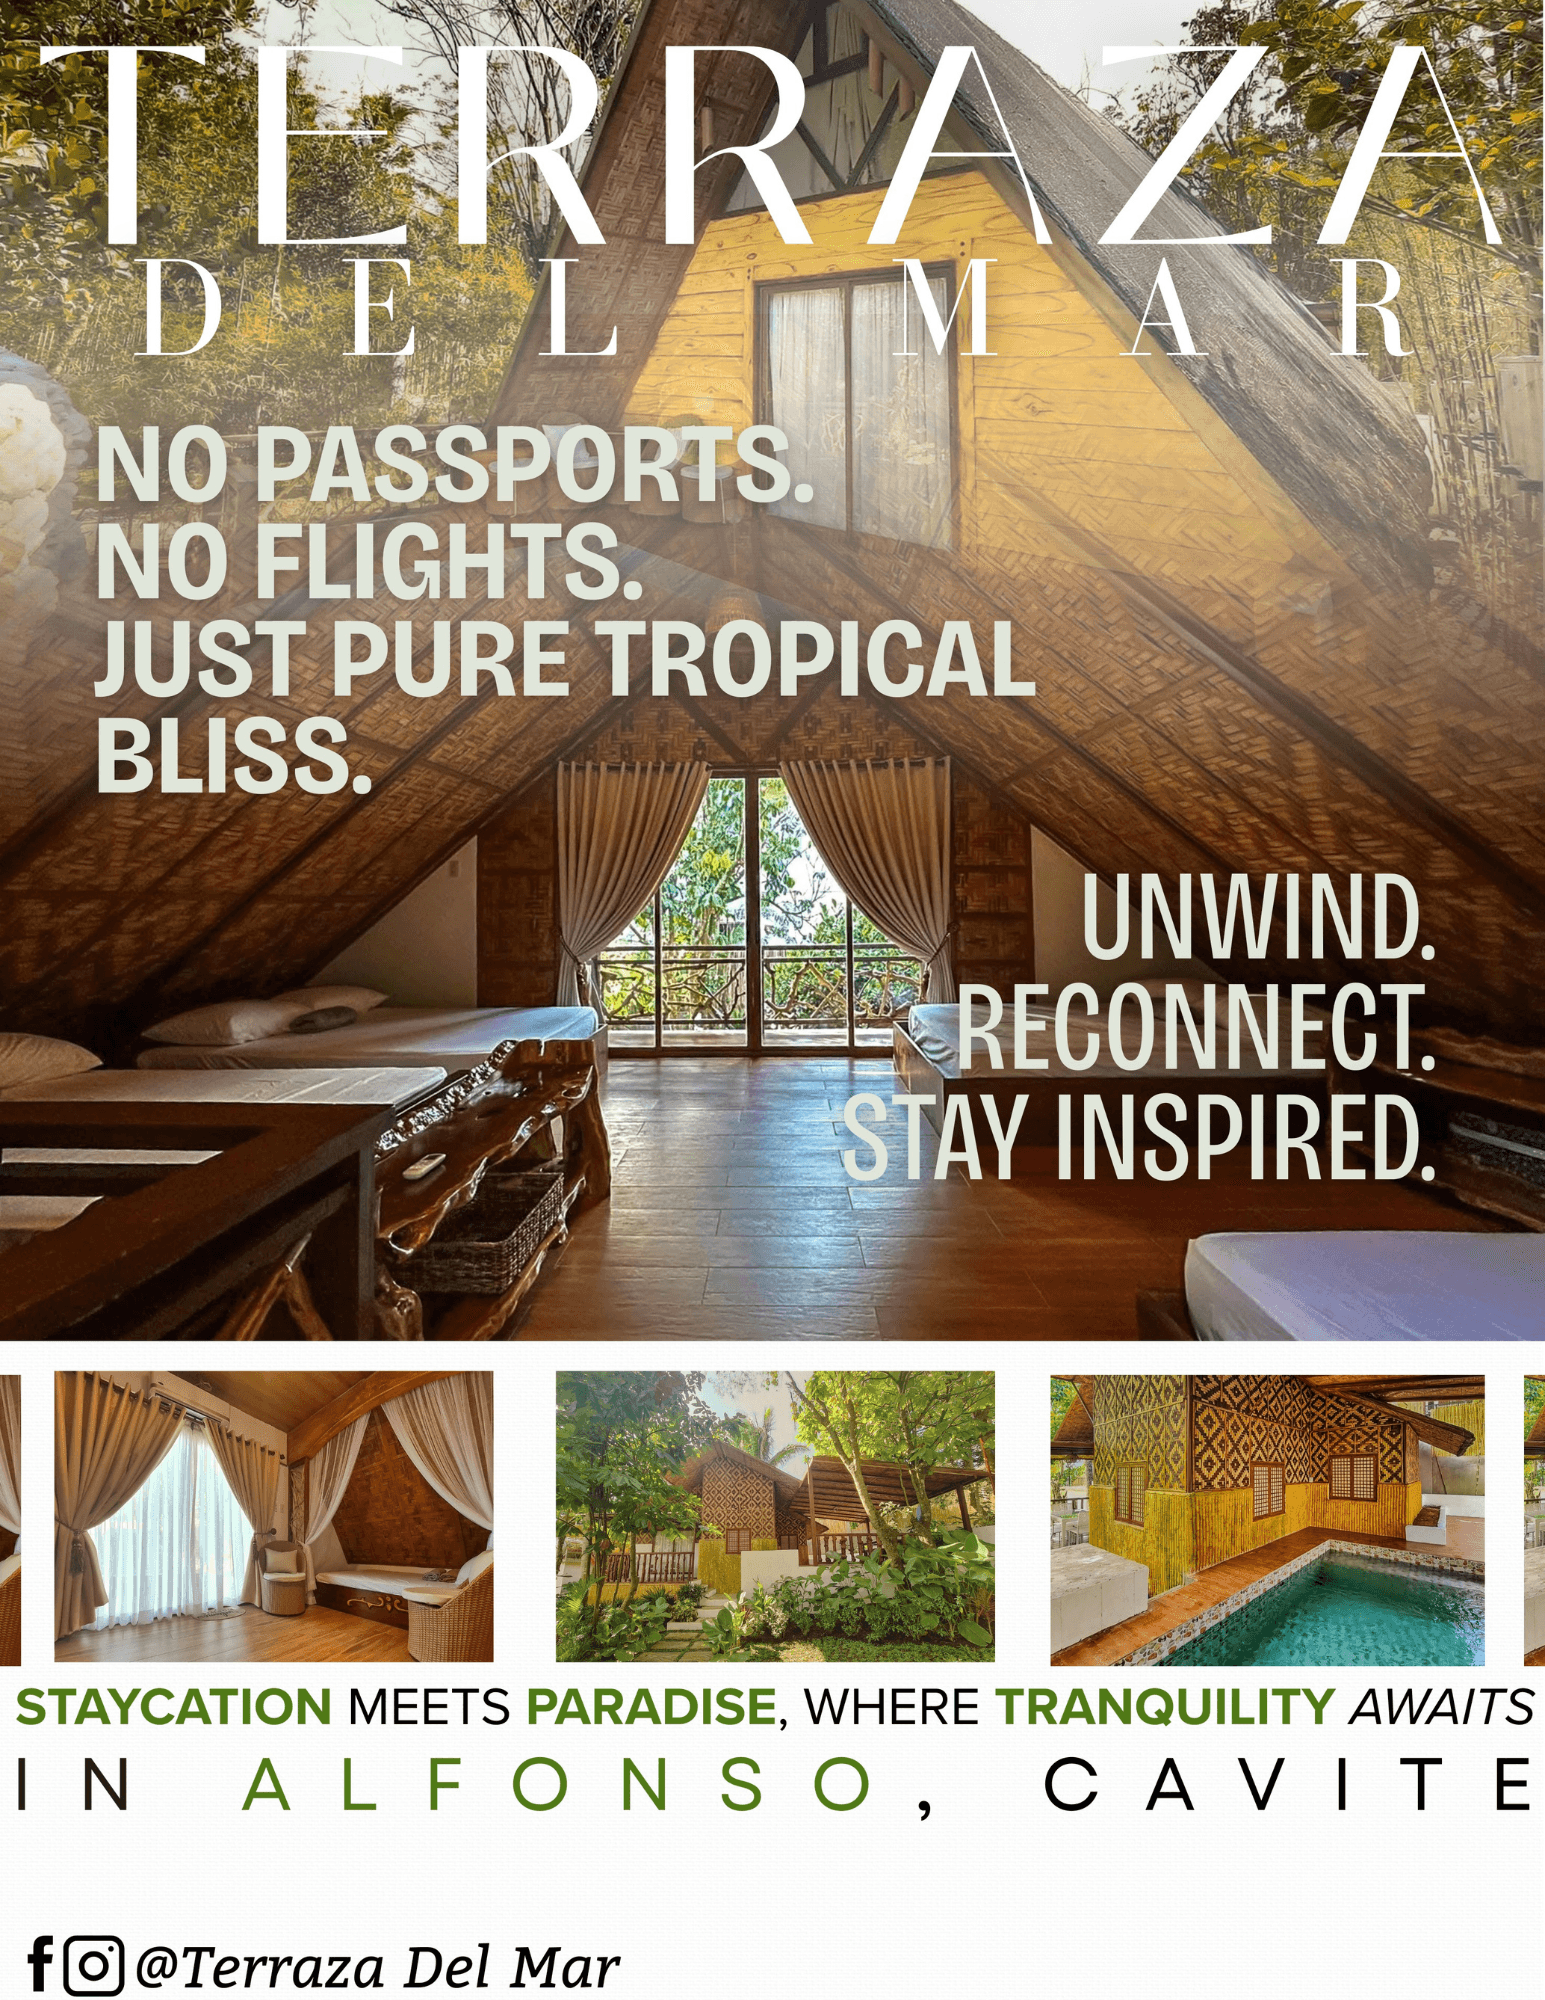 TERRAZA
DEL MAR
NO PASSPORTS.
NO FLIGHTS.
JUST PURE TROPICAL
BLISS.
UNWIND.
RECONNECT.
STAY INSPIRED.
STAYCATION MEETS PARADISE, WHERE TRANQUILITY AWAITS
IN ALFONSO, CAVITE
@Terraza Del Mar